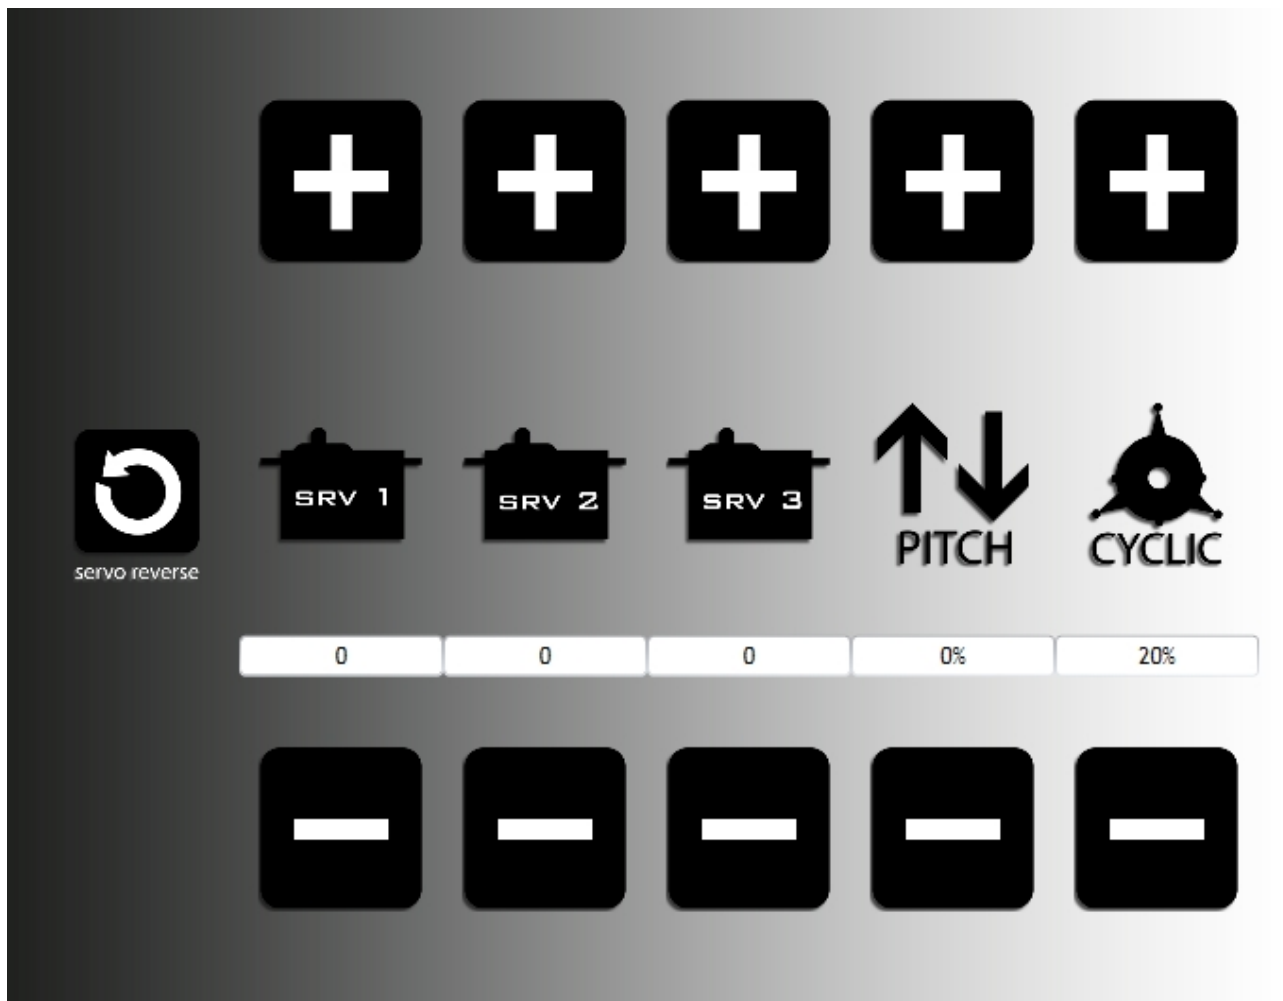 SRV 1
SRV 2
SRV 3
PITCH
CYCLIC
servo reverse
0
0
0
0%
20%